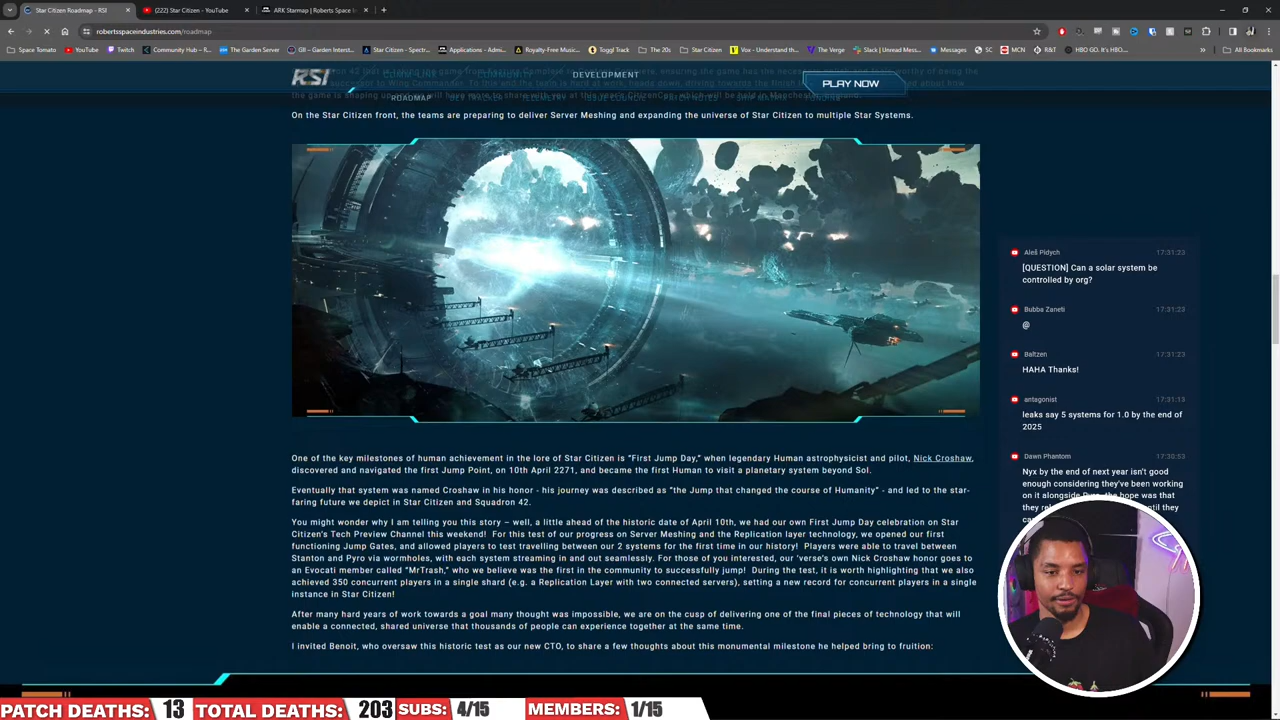 Star Citizen Roadmap - RSI
(222) Star Citizen - YouTube
ARK Starmap | Roberts Space I
robertsspaceindustries.com/roadmap
Space Tomato
YouTube
Twitch
Community Hub - R...
The Garden Server
GII – Garden Interst...
Star Citizen - Spectr...
Applications - Admi...
Royalty-Free Music...
Toggl Track
The 20s
Star Citizen
Vox - Understand th...
The Verge
Slack | Unread Mess...
Messages
SC
MCN
R&T
HBO GO. It's HBO...
All Bookmarks
RSI
COMMUNITY
DEVELOPMENT
PLAY NOW
ROADMAP
On the Star Citizen front, the teams are preparing to deliver Server Meshing and expanding the universe of Star Citizen to multiple Star Systems.
One of the key milestones of human achievement in the lore of Star Citizen is “First Jump Day,” when legendary Human astrophysicist and pilot, Nick Croshaw,
discovered and navigated the first Jump Point, on 10th April 2271, and became the first Human to visit a planetary system beyond Sol.
Eventually that system was named Croshaw in his honor - his journey was described as “the Jump that changed the course of Humanity” - and led to the star-
faring future we depict in Star Citizen and Squadron 42.
You might wonder why I am telling you this story – well, a little ahead of the historic date of April 10th, we had our own First Jump Day celebration on Star
Citizen's Tech Preview Channel this weekend! For this test of our progress on Server Meshing and the Replication layer technology, we opened our first
functioning Jump Gates, and allowed players to test travelling between our 2 systems for the first time in our history! Players were able to travel between
Stanton and Pyro via wormholes, with each system streaming in and out seamlessly. For those of you interested, our 'verse's own Nick Croshaw honor goes to
an Evocati member called “MrTrash,” who we believe was the first in the community to successfully jump! During the test, it is worth highlighting that we also
achieved 350 concurrent players in a single shard (e.g. a Replication Layer with two connected servers), setting a new record for concurrent players in a single
instance in Star Citizen!
After many hard years of work towards a goal many thought was impossible, we are on the cusp of delivering one of the final pieces of technology that will
enable a connected, shared universe that thousands of people can experience together at the same time.
I invited Benoit, who oversaw this historic test as our new CTO, to share a few thoughts about this monumental milestone he helped bring to fruition:
Aleš Pidych 17:31:23
[QUESTION] Can a solar system be
controlled by org?
Bubba Zaneti 17:31:23
@
Baltzen 17:31:23
HAHA Thanks!
antagonist 17:31:13
leaks say 5 systems for 1.0 by the end of
2025
Dawn Phantom 17:30:53
Nyx by the end of next year isn't good
enough considering they've been working
on it alongside Pyro, the hope was that
they
PATCH DEATHS: 13 TOTAL DEATHS: 203 SUBS: 4/15 MEMBERS: 1/15